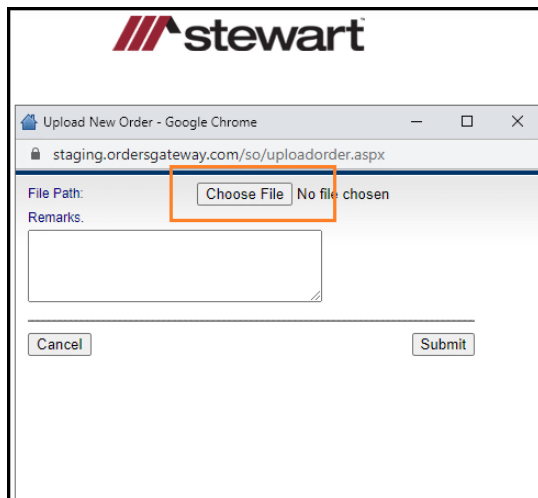 stewart
Upload New Order - Google Chrome
staging.ordersgateway.com/so/uploadorder.aspx
File Path: Choose File No file chosen
Remarks.
Cancel Submit